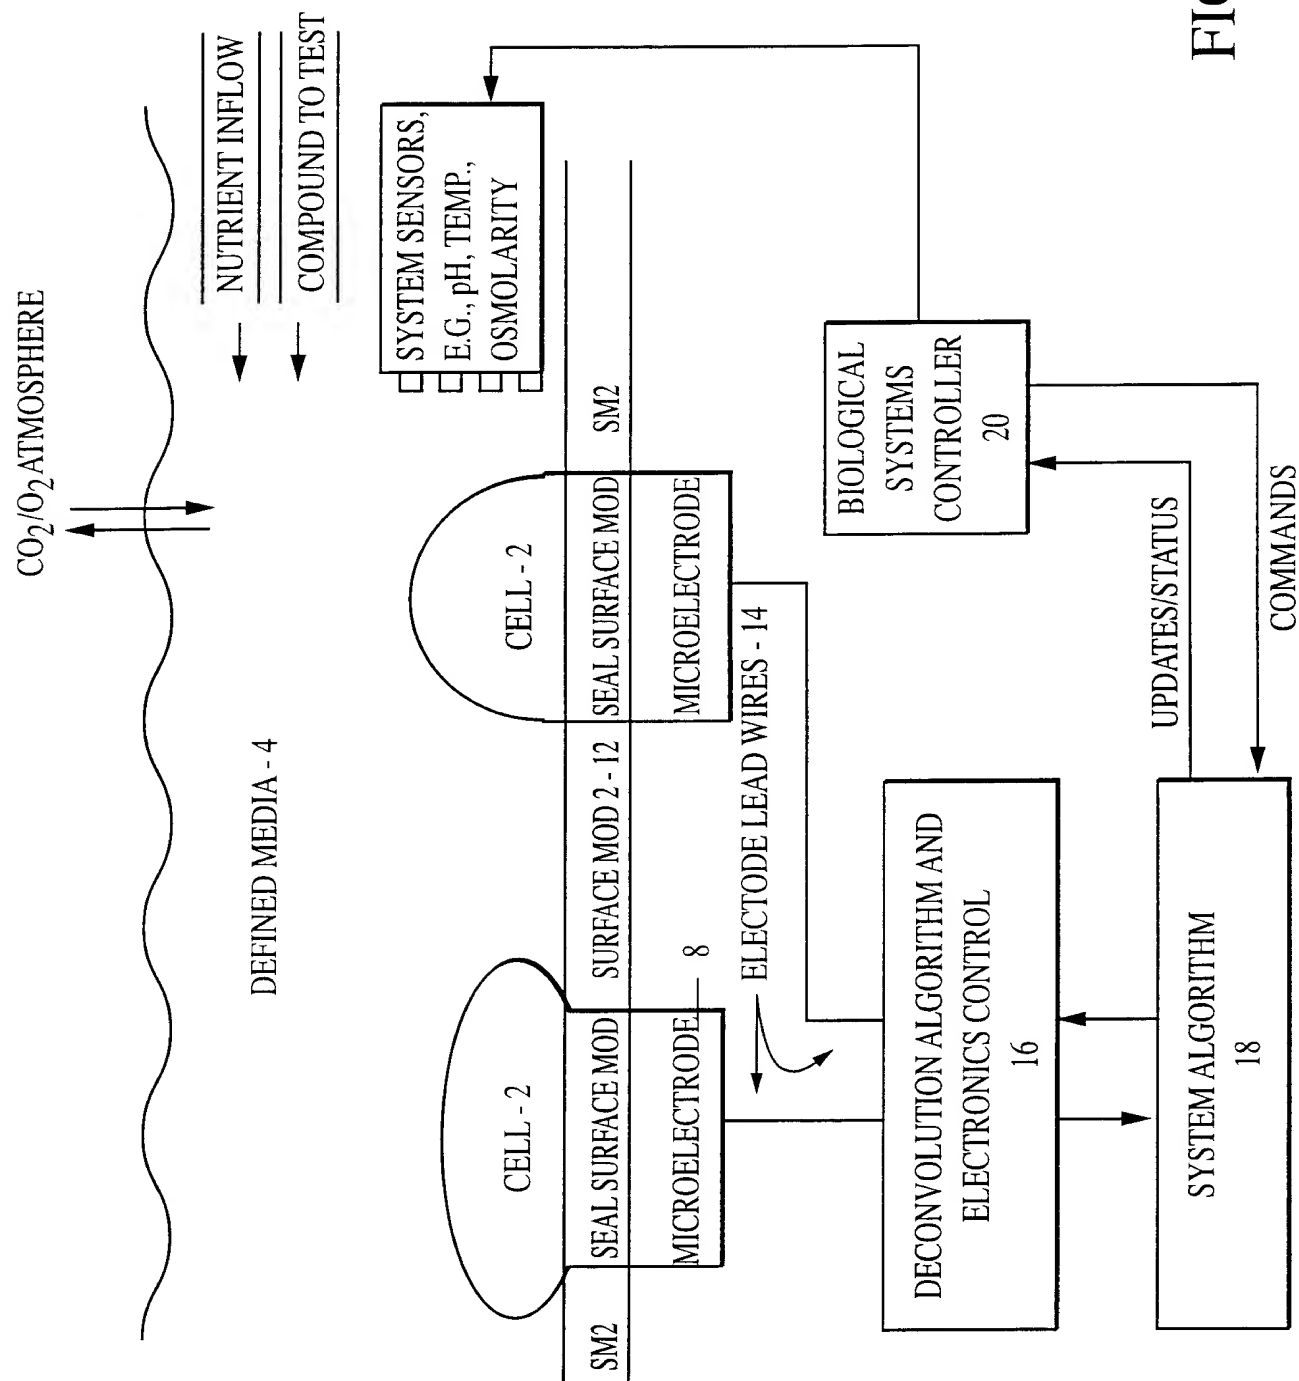 CO2/O2 ATMOSPHERE
NUTRIENT INFLOW
COMPOUND TO TEST
DEFINED MEDIA - 4
SYSTEM SENSORS,
E.G., pH, TEMP.,
OSMOLARITY
CELL - 2
CELL - 2
SM2
SEAL SURFACE MOD
SURFACE MOD 2 - 12
SEAL SURFACE MOD
SM2
MICROELECTRODE
8
MICROELECTRODE
ELECTODE LEAD WIRES - 14
DECONVOLUTION ALGORITHM AND
ELECTRONICS CONTROL
16
BIOLOGICAL
SYSTEMS
CONTROLLER
20
UPDATES/STATUS
COMMANDS
SYSTEM ALGORITHM
18